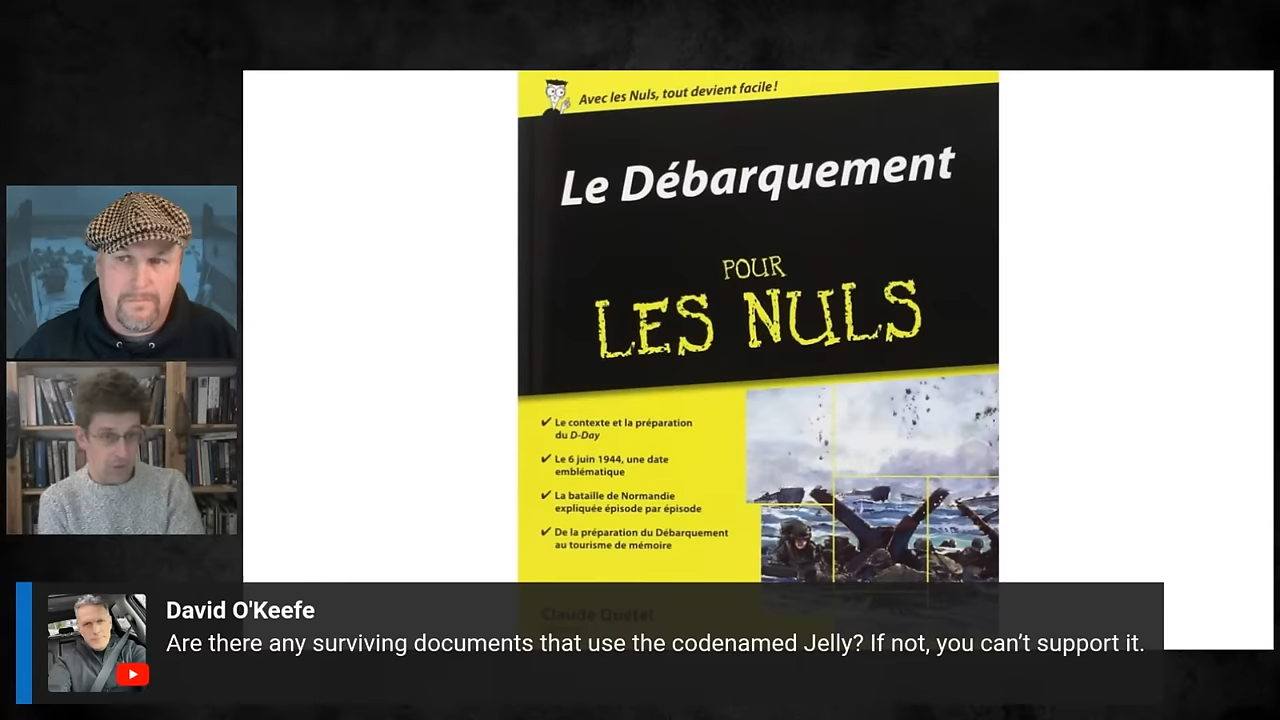 Avec les Nuls, tout devient facile !
Le Débarquement
POUR
LES NULS
✔ Le contexte et la préparation
du D-Day
✔ Le 6 juin 1944, une date
emblématique
✔ La bataille de Normandie
expliquée épisode par épisode
✔ De la préparation du Débarquement
au tourisme de mémoire
Claude Quétel
David O'Keefe
Are there any surviving documents that use the codenamed Jelly? If not, you can’t support it.